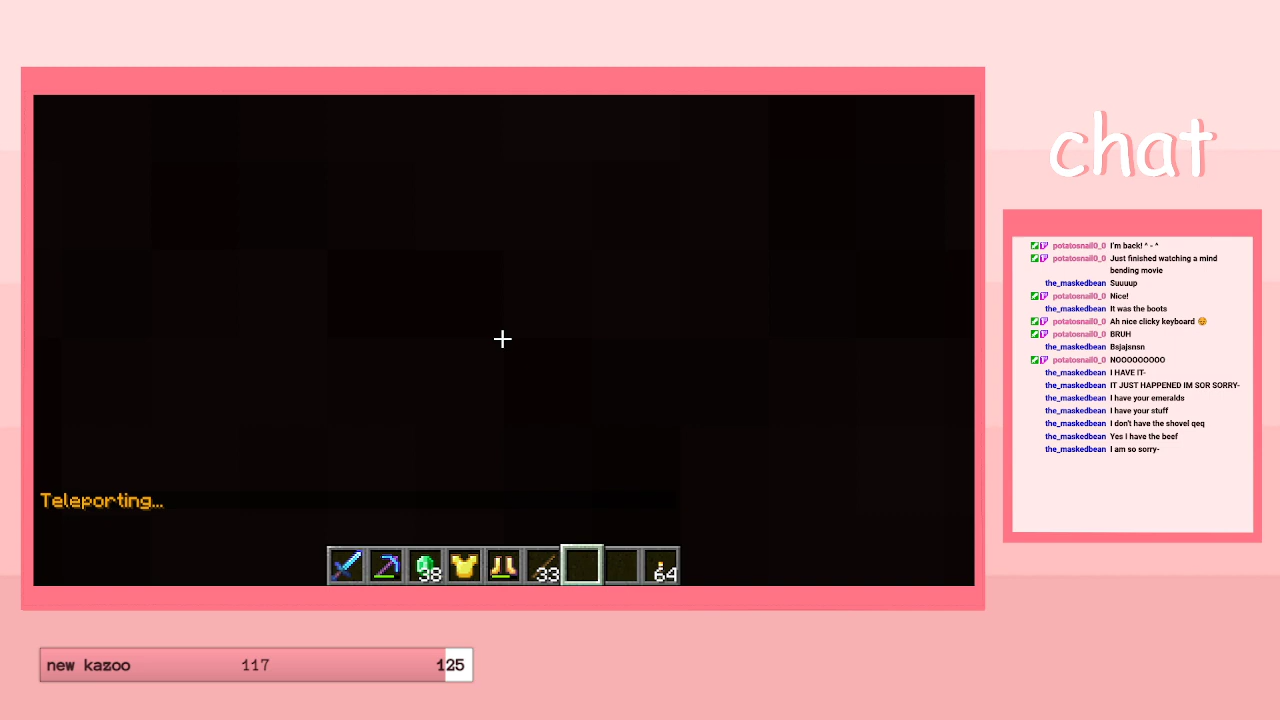 chat
potatosnail0_0 I'm back! ^ - ^
potatosnail0_0 Just finished watching a mind
bending movie
the_maskedbean Suuuup
potatosnail0_0 Nice!
the_maskedbean It was the boots
potatosnail0_0 Ah nice clicky keyboard 😊
potatosnail0_0 BRUH
the_maskedbean Bsjajsnsn
potatosnail0_0 NOOOOOOOOO
the_maskedbean I HAVE IT-
the_maskedbean IT JUST HAPPENED IM SOR SORRY-
the_maskedbean I have your emeralds
the_maskedbean I have your stuff
the_maskedbean I don't have the shovel qeq
the_maskedbean Yes I have the beef
the_maskedbean I am so sorry-
Teleporting...
38 33 64
new kazoo 117 125